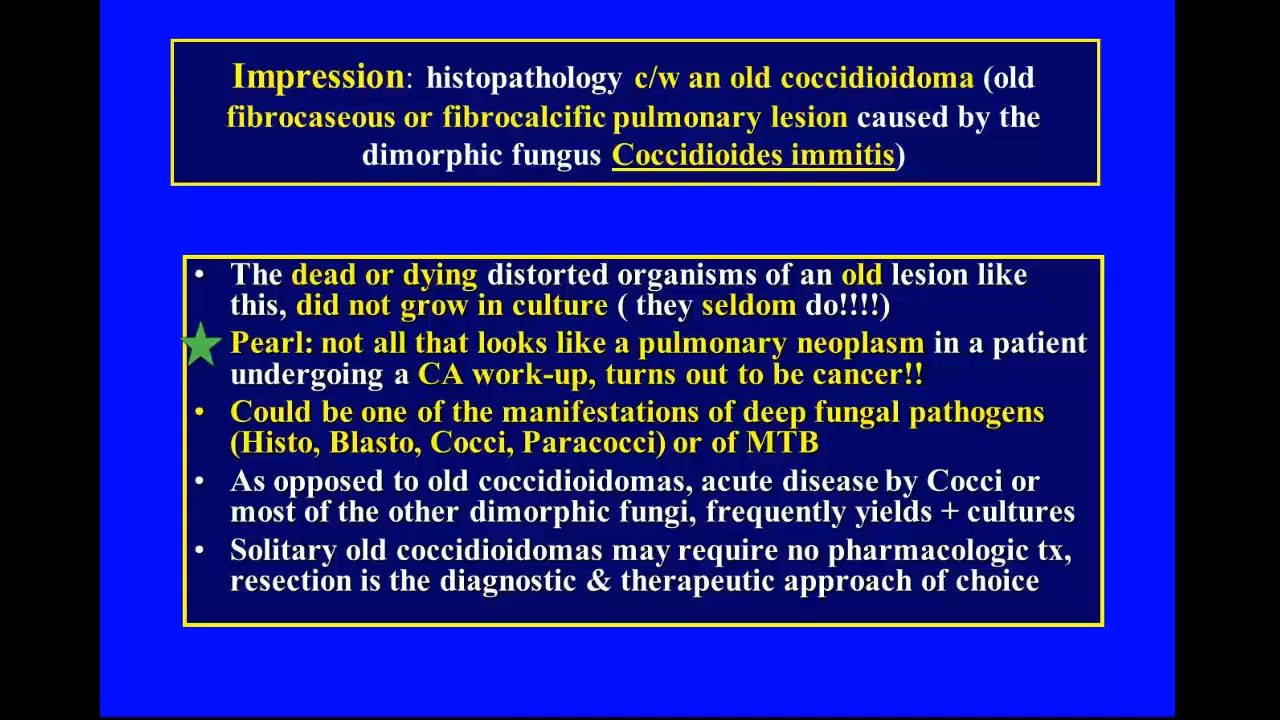 Impression: histopathology c/w an old coccidioidoma (old
fibrocaseous or fibrocalcific pulmonary lesion caused by the
dimorphic fungus Coccidioides immitis)
• The dead or dying distorted organisms of an old lesion like
this, did not grow in culture ( they seldom do!!!!)
Pearl: not all that looks like a pulmonary neoplasm in a patient
undergoing a CA work-up, turns out to be cancer!!
• Could be one of the manifestations of deep fungal pathogens
(Histo, Blasto, Cocci, Paracocci) or of MTB
• As opposed to old coccidioidomas, acute disease by Cocci or
most of the other dimorphic fungi, frequently yields + cultures
• Solitary old coccidioidomas may require no pharmacologic tx,
resection is the diagnostic & therapeutic approach of choice